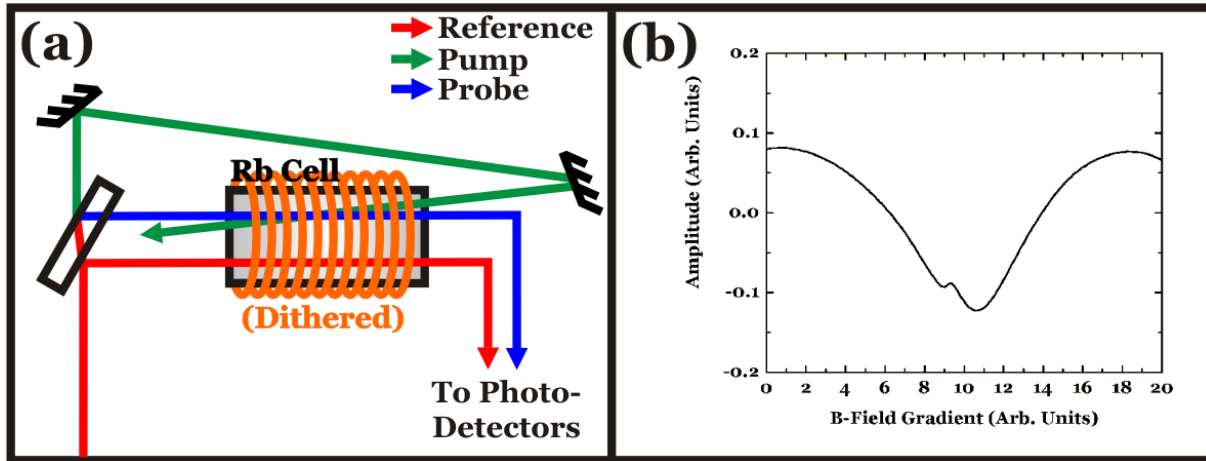 (a)
Reference
Pump
Probe
Rb Cell
(Dithered)
To Photo-
Detectors
(b)
Amplitude (Arb. Units)
0.2
0.1
0.0
-0.1
-0.2
0 2 4 6 8 10 12 14 16 18 20
B-Field Gradient (Arb. Units)